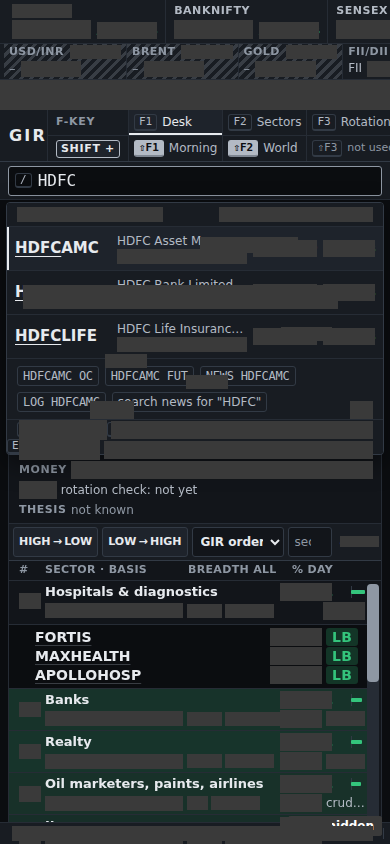 BANKNIFTY SENSEX
USD/INR BRENT GOLD FII/DII
– – – FII
GIR F-KEY F1 Desk F2 Sectors F3 Rotation
SHIFT + ⇧F1 Morning ⇧F2 World ⇧F3 not used
/ HDFC
HDFCAMC HDFC Asset M
HDFC Bank Limited
HDFCLIFE HDFC Life Insuranc…
HDFCAMC OC HDFCAMC FUT NEWS HDFCAMC
LOG HDFCAMC search news for "HDFC"
MONEY
rotation check: not yet
THESIS not known
HIGH→LOW LOW→HIGH GIR order sec
# SECTOR · BASIS BREADTH ALL % DAY
Hospitals & diagnostics
FORTIS LB
MAXHEALTH LB
APOLLOHOSP LB
Banks
Realty
Oil marketers, paints, airlines
crud…
hidden